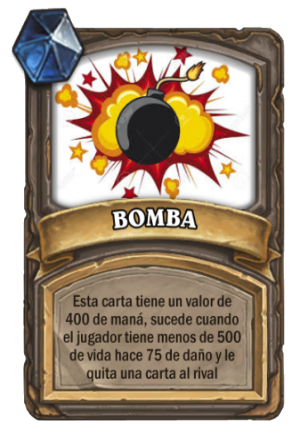 BOMBA
Esta carta tiene un valor de
400 de maná, sucede cuando
el jugador tiene menos de 500
de vida hace 75 de daño y le
quita una carta al rival